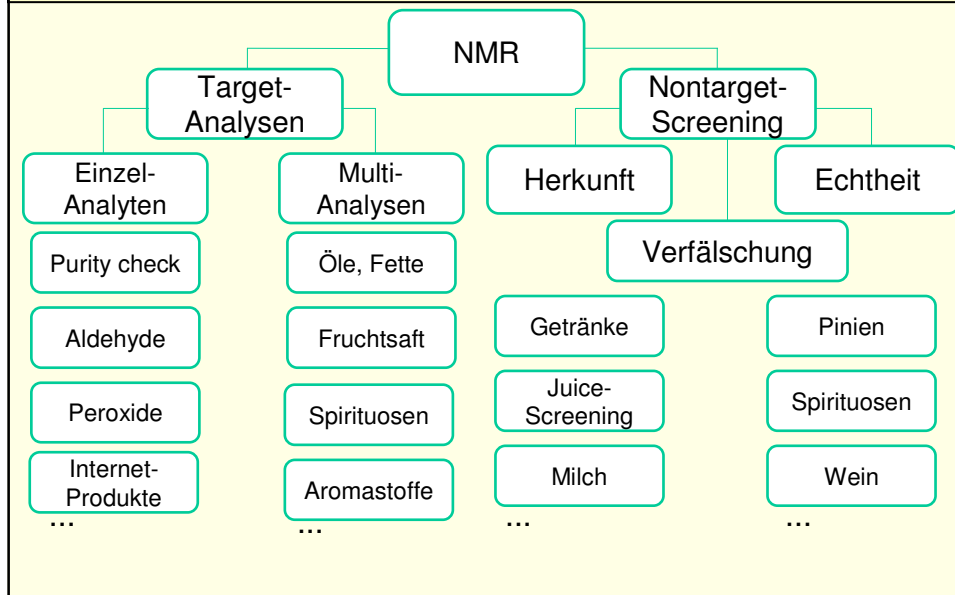 NMR
Target-
Analysen
Nontarget-
Screening
Einzel-
Analyten
Multi-
Analysen
Herkunft
Echtheit
Verfälschung
Purity check
Aldehyde
Peroxide
Internet-
Produkte
...
Öle, Fette
Fruchtsaft
Spirituosen
Aromastoffe
...
Getränke
Juice-
Screening
Milch
...
Pinien
Spirituosen
Wein
...